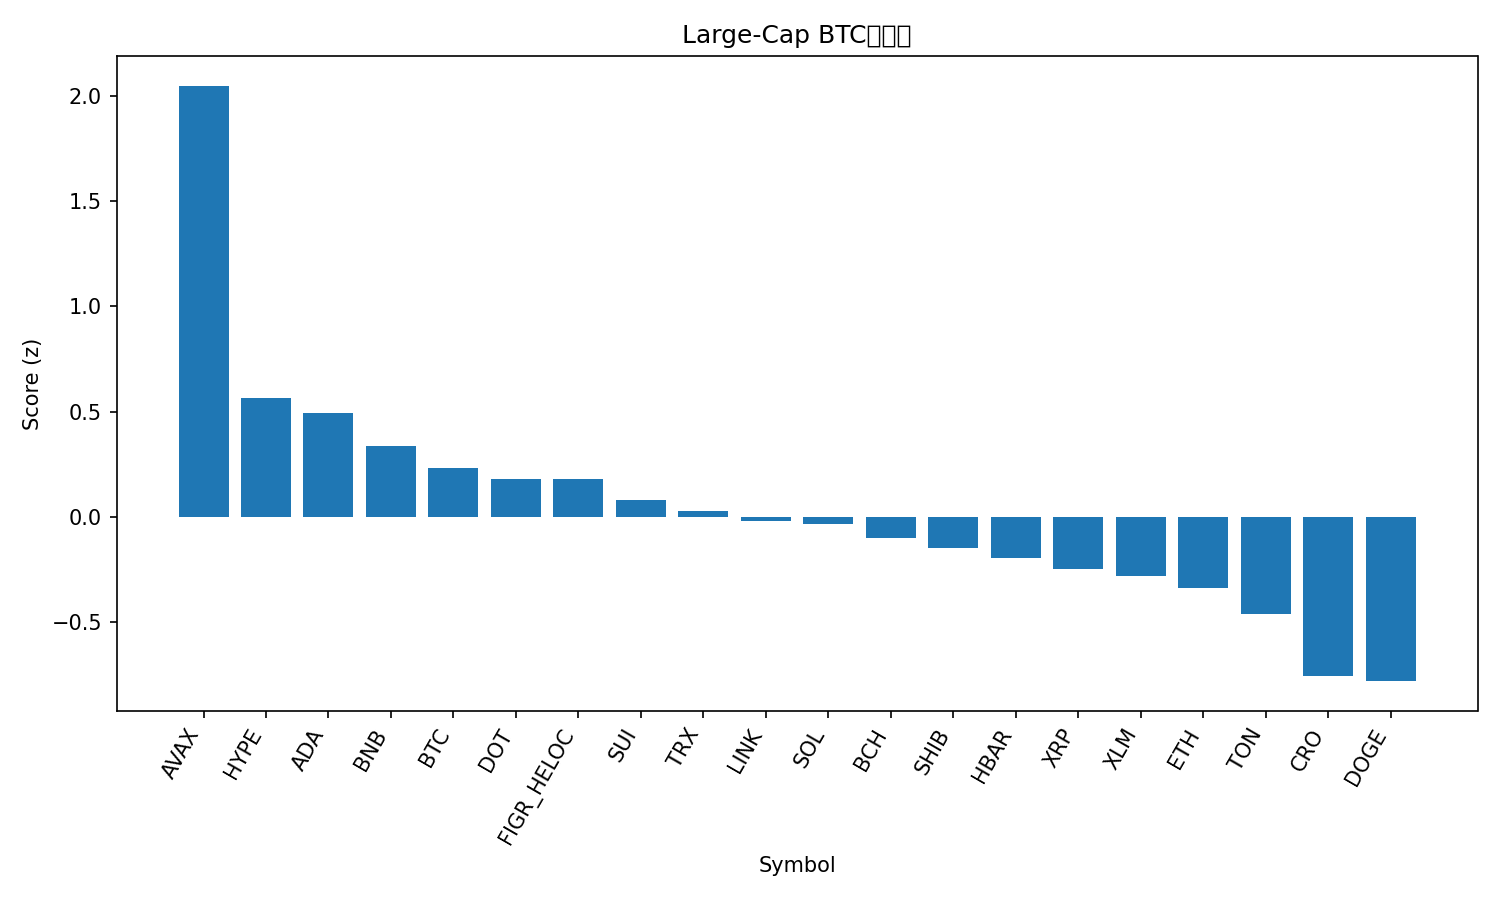 Large-Cap BTC
Score (z)
2.0
1.5
1.0
0.5
0.0
−0.5
AVAX
HYPE
ADA
BNB
BTC
DOT
FIGR_HELOC
SUI
TRX
LINK
SOL
BCH
SHIB
HBAR
XRP
XLM
ETH
TON
CRO
DOGE
Symbol